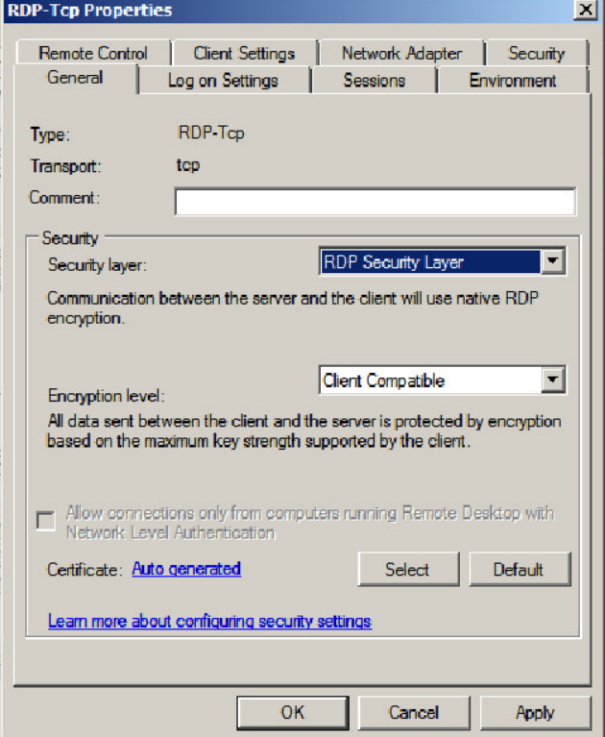 RDP-Tcp Properties
Remote Control
Client Settings
Network Adapter
Security
General
Log on Settings
Sessions
Environment
Type: RDP-Tcp
Transport: tcp
Comment:
Security
Security layer: RDP Security Layer
Communication between the server and the client will use native RDP
encryption.
Encryption level: Client Compatible
All data sent between the client and the server is protected by encryption
based on the maximum key strength supported by the client.
Allow connections only from computers running Remote Desktop with
Network Level Authentication
Certificate: Auto generated
Select
Default
Learn more about configuring security settings
OK
Cancel
Apply